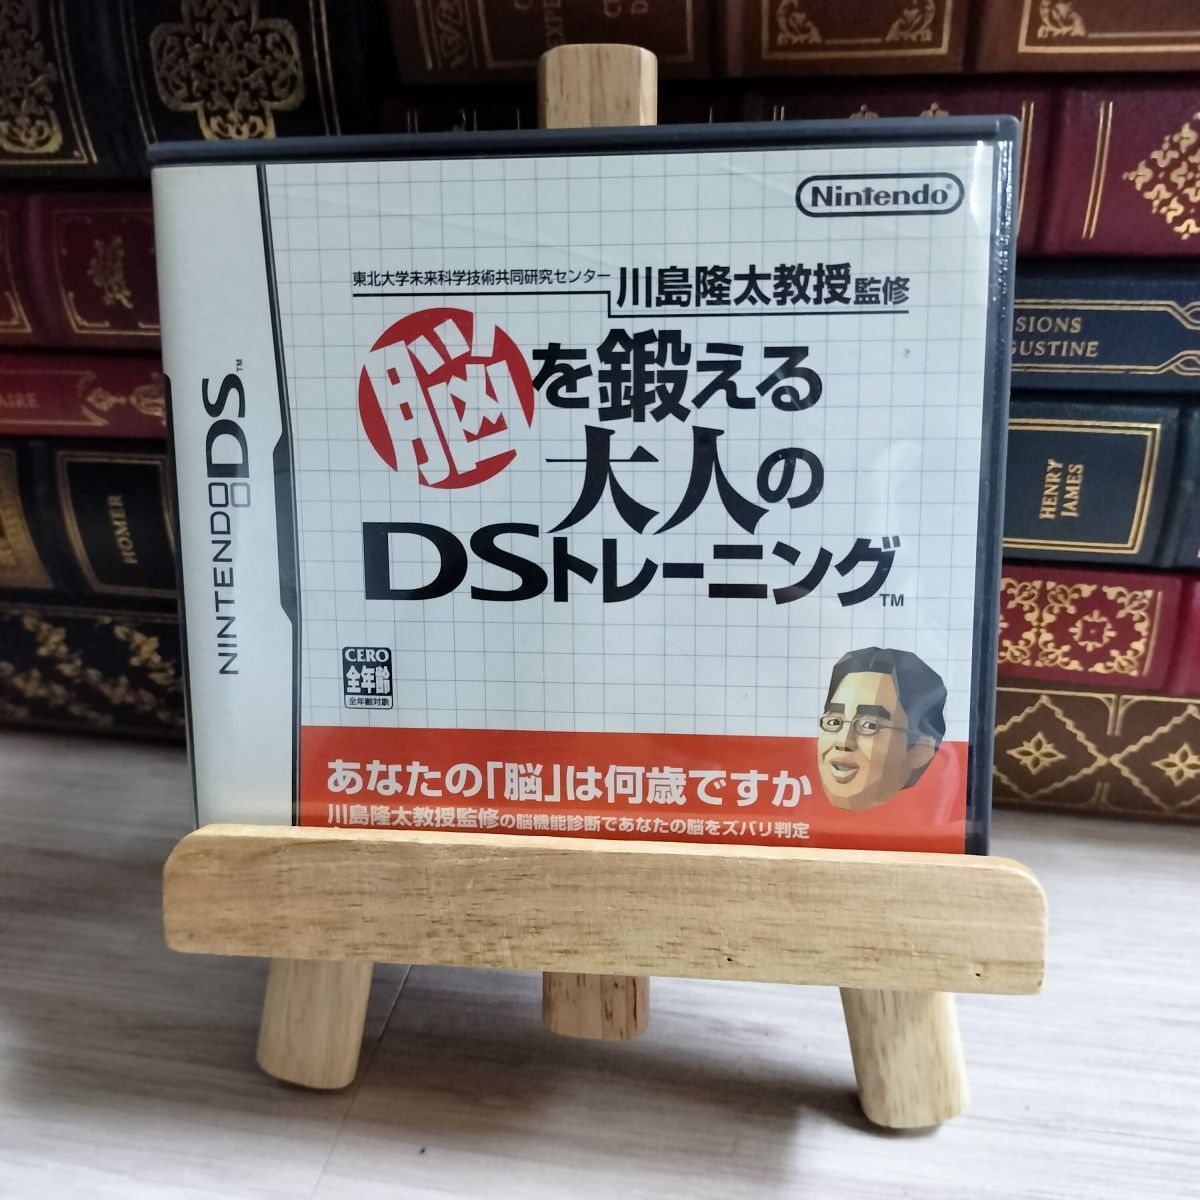 Nintendo®
東北大学未来科学技術共同研究センター
川島隆太教授監修
脳を鍛える
大人の
DSトレーニング™
NINTENDO DS™
CERO
全年齢
全年齢対象
あなたの「脳」は何歳ですか
川島隆太教授監修の脳機能診断であなたの脳をズバリ判定
HOMER
AIRE
SIONS
GUSTINE
HENRY
JAMES